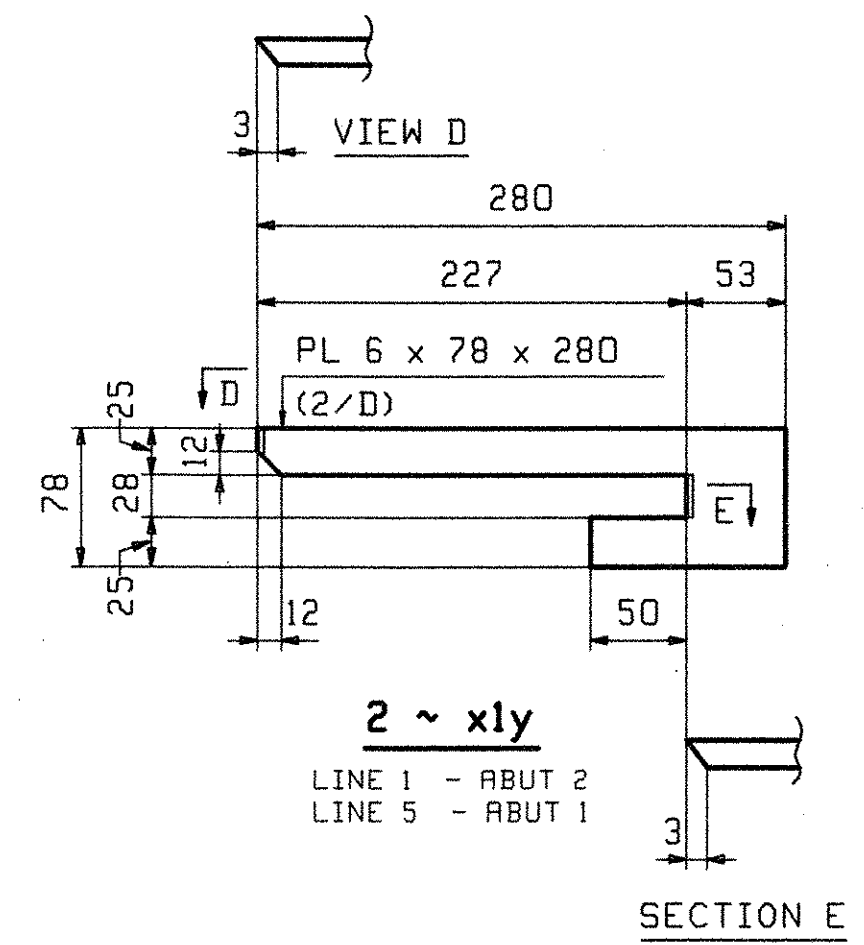 3
VIEW D
280
227
53
PL 6 x 78 x 280
(2/D)
D
25
12
78
28
25
E
12
50
2 ~ x1y
LINE 1 - ABUT 2
LINE 5 - ABUT 1
3
SECTION E